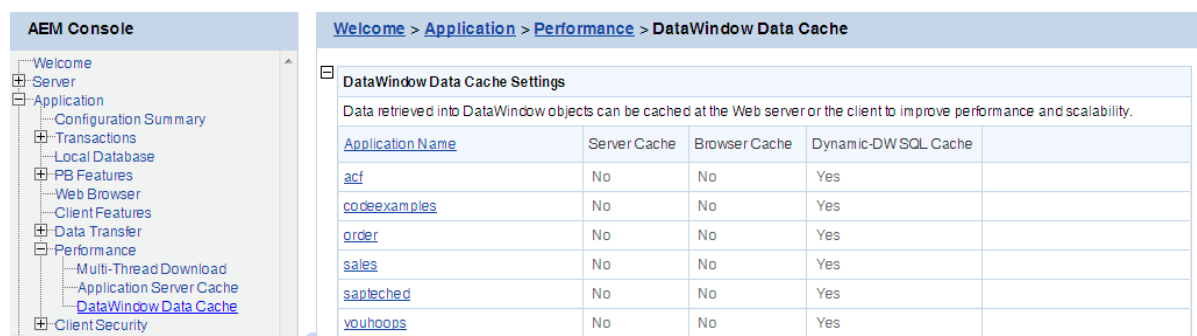 AEM Console
Welcome
Server
Application
Configuration Summary
Transactions
Local Database
PB Features
Web Browser
Client Features
Data Transfer
Performance
Multi-Thread Download
Application Server Cache
DataWindow Data Cache
Client Security
Welcome > Application > Performance > DataWindow Data Cache
DataWindow Data Cache Settings
Data retrieved into DataWindow objects can be cached at the Web server or the client to improve performance and scalability.
Application Name Server Cache Browser Cache Dynamic-DW SQL Cache
acf No No Yes
codeexamples No No Yes
order No No Yes
sales No No Yes
sapteched No No Yes
youhoops No No Yes